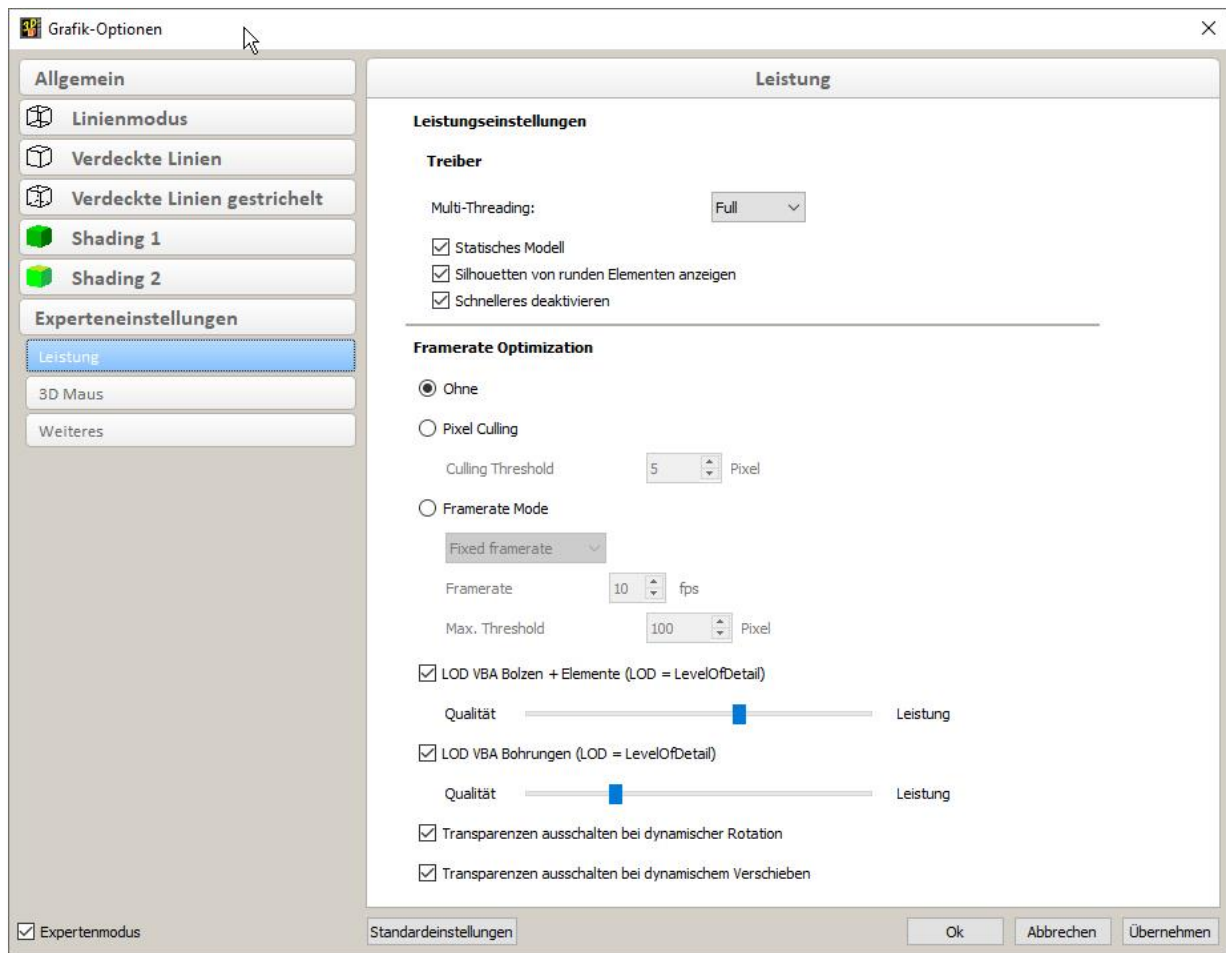 Grafik-Optionen
Allgemein
Linienmodus
Verdeckte Linien
Verdeckte Linien gestrichelt
Shading 1
Shading 2
Experteneinstellungen
Leistung
3D Maus
Weiteres
Leistung
Leistungseinstellungen
Treiber
Multi-Threading: Full
Statisches Modell
Silhouetten von runden Elementen anzeigen
Schnelleres deaktivieren
Framerate Optimization
Ohne
Pixel Culling
Culling Threshold 5 Pixel
Framerate Mode
Fixed framerate
Framerate 10 fps
Max. Threshold 100 Pixel
LOD VBA Bolzen + Elemente (LOD = LevelOfDetail)
Qualität Leistung
LOD VBA Bohrungen (LOD = LevelOfDetail)
Qualität Leistung
Transparenzen ausschalten bei dynamischer Rotation
Transparenzen ausschalten bei dynamischem Verschieben
Expertenmodus
Standardeinstellungen
Ok
Abbrechen
Übernehmen